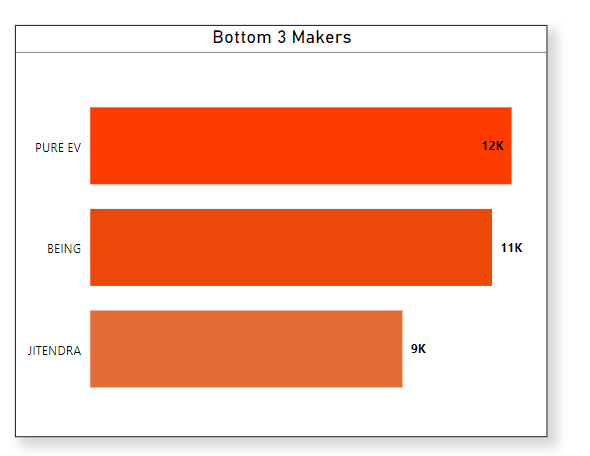 Bottom 3 Makers
PURE EV 12K
BEING 11K
JITENDRA 9K